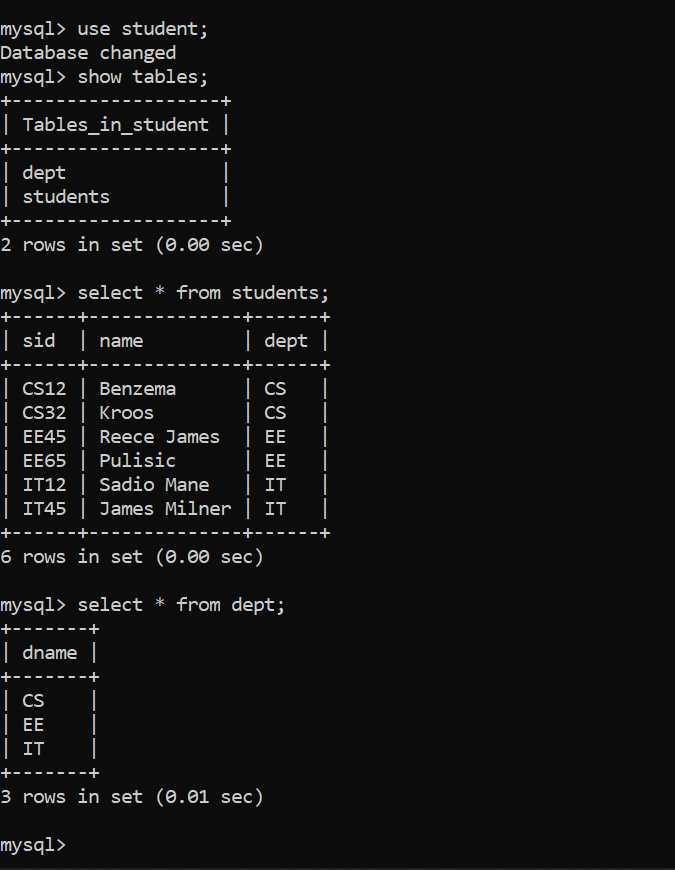 mysql> use student;
Database changed
mysql> show tables;
+-------------------+
| Tables_in_student |
+-------------------+
| dept              |
| students          |
+-------------------+
2 rows in set (0.00 sec)

mysql> select * from students;
+------+--------------+------+
| sid  | name         | dept |
+------+--------------+------+
| CS12 | Benzema      | CS   |
| CS32 | Kroos        | CS   |
| EE45 | Reece James  | EE   |
| EE65 | Pulisic      | EE   |
| IT12 | Sadio Mane   | IT   |
| IT45 | James Milner | IT   |
+------+--------------+------+
6 rows in set (0.00 sec)

mysql> select * from dept;
+-------+
| dname |
+-------+
| CS    |
| EE    |
| IT    |
+-------+
3 rows in set (0.01 sec)

mysql>